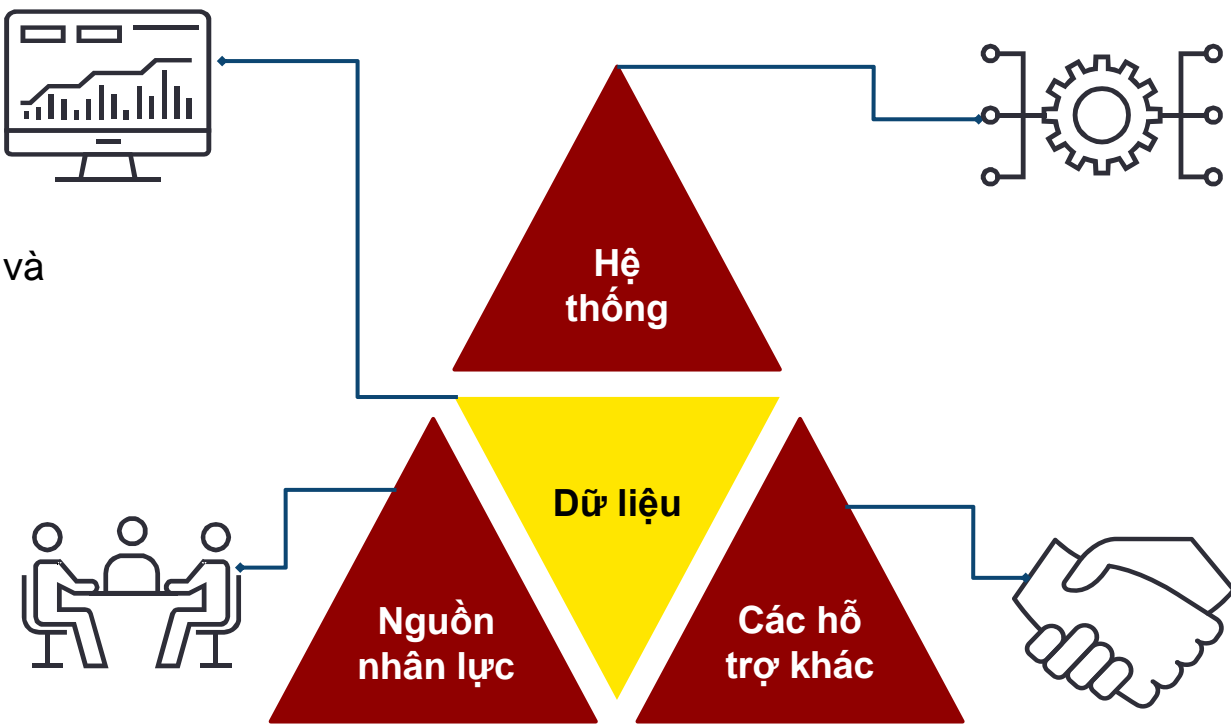 và
Hệ
thống
Dữ liệu
Nguồn
nhân lực
Các hỗ
trợ khác